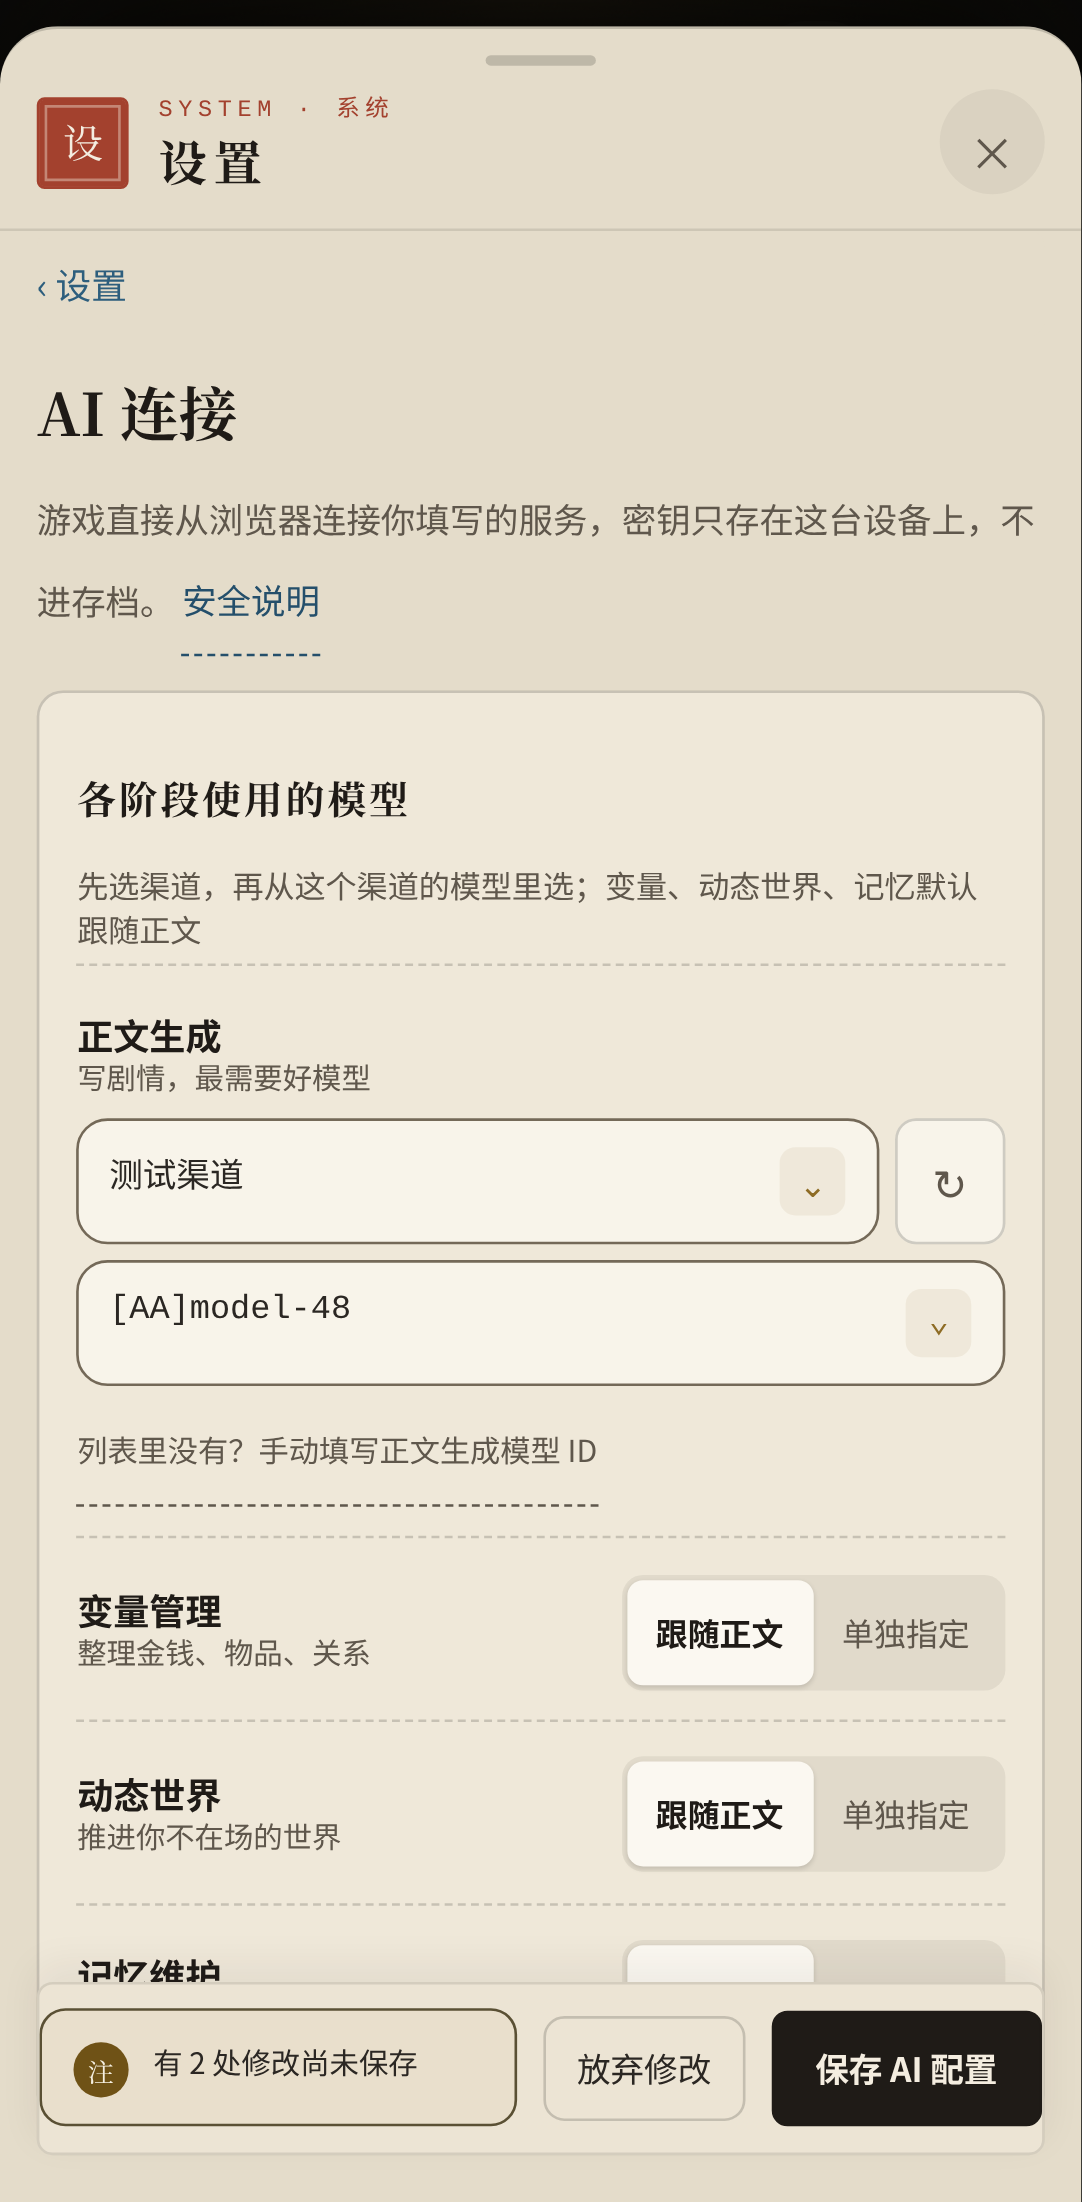 设
SYSTEM · 系统
设置
‹ 设置
AI 连接
游戏直接从浏览器连接你填写的服务，密钥只存在这台设备上，不
进存档。 安全说明
各阶段使用的模型
先选渠道，再从这个渠道的模型里选；变量、动态世界、记忆默认
跟随正文
正文生成
写剧情，最需要好模型
测试渠道
[AA]model-48
列表里没有？手动填写正文生成模型 ID
变量管理
整理金钱、物品、关系
跟随正文 单独指定
动态世界
推进你不在场的世界
跟随正文 单独指定
记忆维护
注 有 2 处修改尚未保存 放弃修改 保存 AI 配置